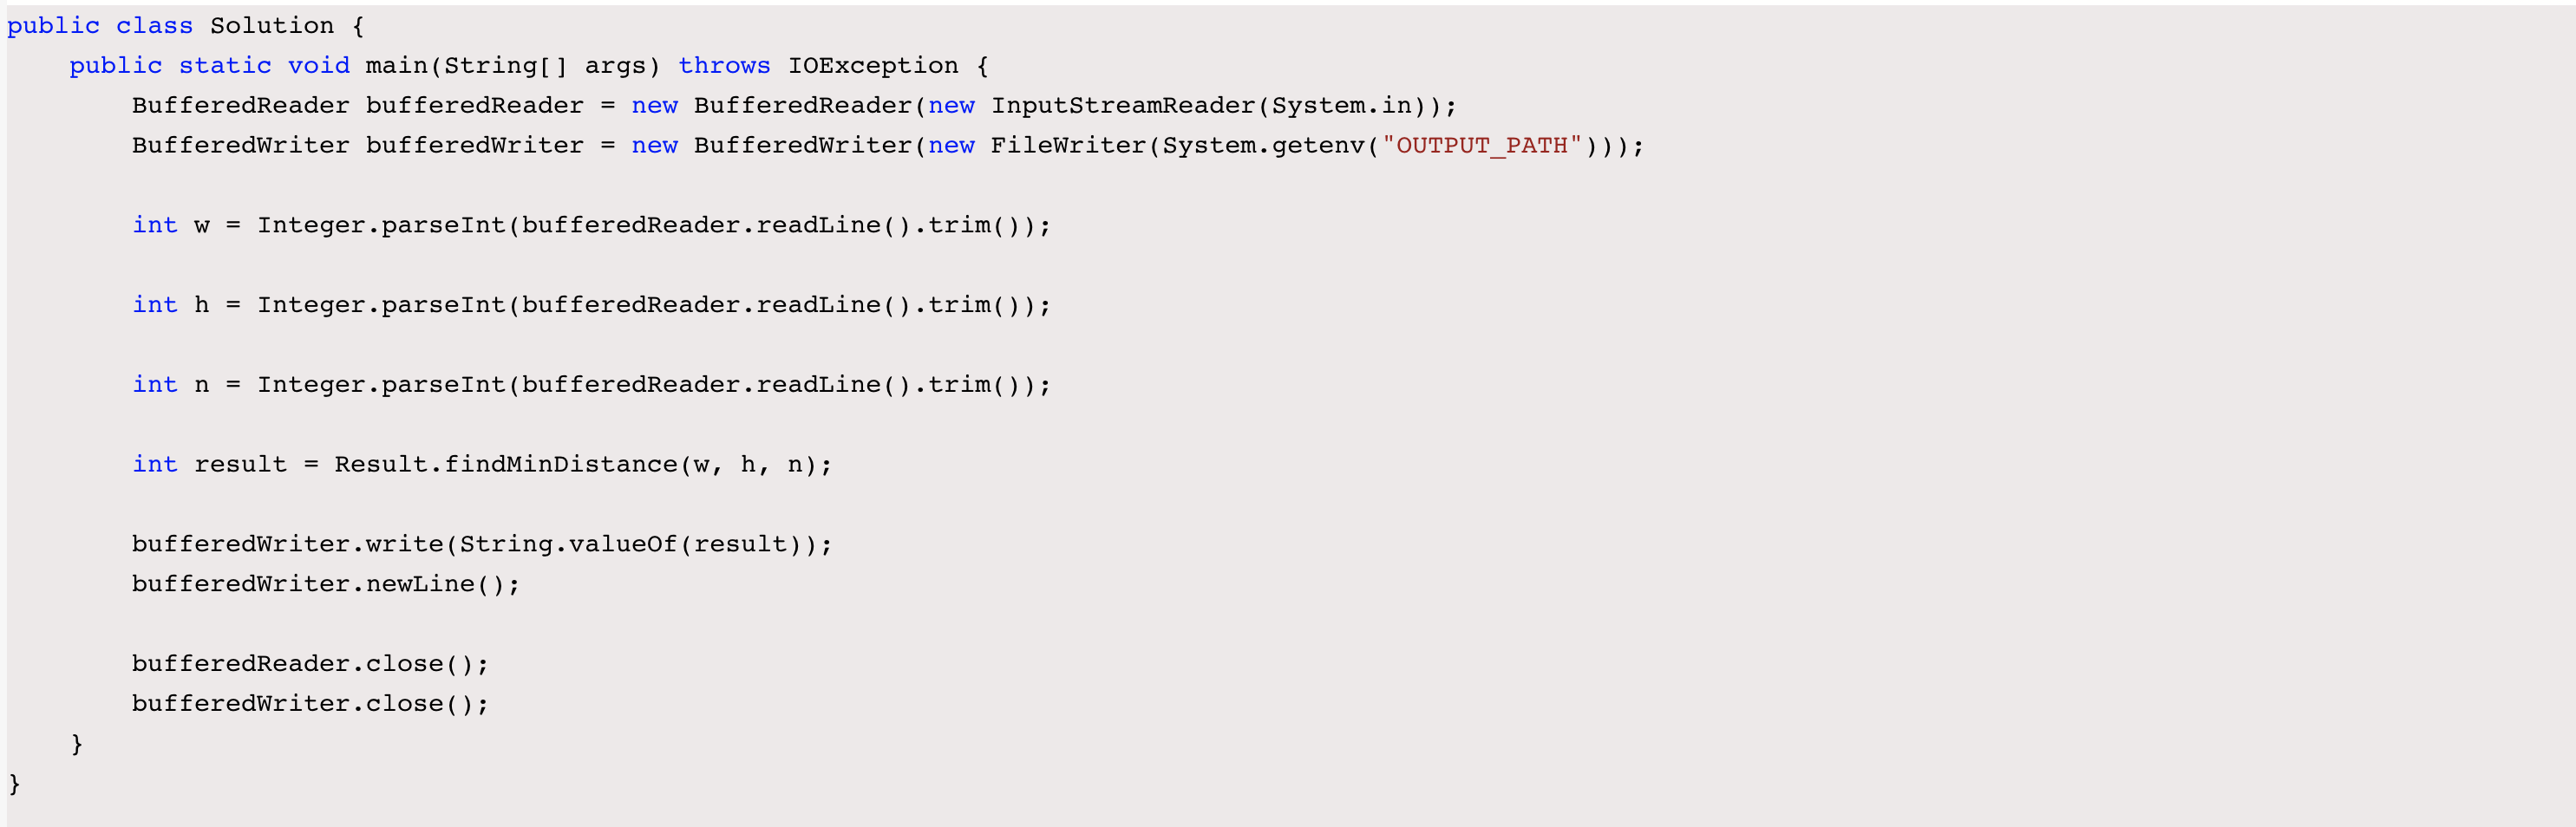 public class Solution {
    public static void main(String[] args) throws IOException {
        BufferedReader bufferedReader = new BufferedReader(new InputStreamReader(System.in));
        BufferedWriter bufferedWriter = new BufferedWriter(new FileWriter(System.getenv("OUTPUT_PATH")));

        int w = Integer.parseInt(bufferedReader.readLine().trim());

        int h = Integer.parseInt(bufferedReader.readLine().trim());

        int n = Integer.parseInt(bufferedReader.readLine().trim());

        int result = Result.findMinDistance(w, h, n);

        bufferedWriter.write(String.valueOf(result));
        bufferedWriter.newLine();

        bufferedReader.close();
        bufferedWriter.close();
    }
}